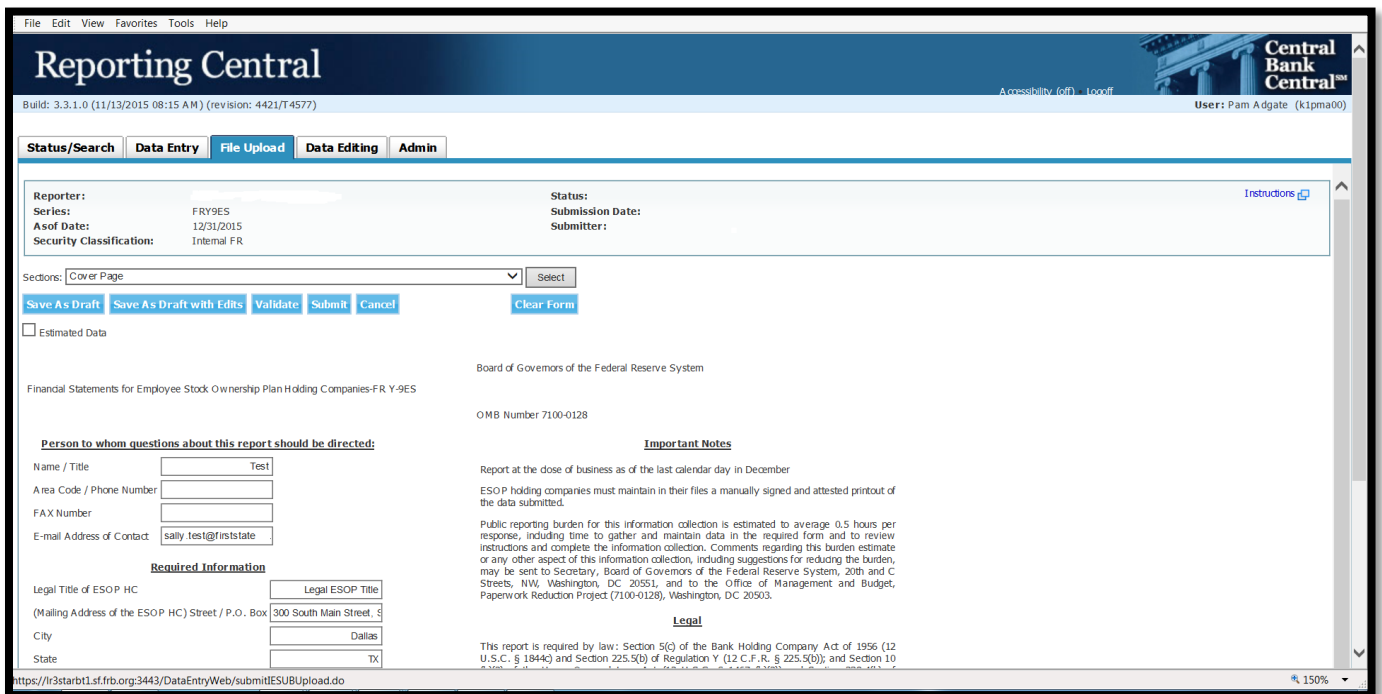 File Edit View Favorites Tools Help
Reporting Central
Central
Bank
Central℠
Accessibility (off) Logoff
Build: 3.3.1.0 (11/13/2015 08:15 AM) (revision: 4421/T4577)
User: Pam Adgate (k1pma00)
Status/Search Data Entry File Upload Data Editing Admin
Reporter: Status: Instructions
Series: FRY9ES Submission Date:
Asof Date: 12/31/2015 Submitter:
Security Classification: Internal FR
Sections: Cover Page Select
Save As Draft Save As Draft with Edits Validate Submit Cancel Clear Form
Estimated Data
Board of Governors of the Federal Reserve System
Financial Statements for Employee Stock Ownership Plan Holding Companies-FR Y-9ES
OMB Number 7100-0128
Person to whom questions about this report should be directed:
Name / Title Test
Area Code / Phone Number
FAX Number
E-mail Address of Contact sally.test@firststate
Required Information
Legal Title of ESOP HC Legal ESOP Title
(Mailing Address of the ESOP HC) Street / P.O. Box 300 South Main Street, S
City Dallas
State TX
Important Notes
Report at the close of business as of the last calendar day in December
ESOP holding companies must maintain in their files a manually signed and attested printout of
the data submitted.
Public reporting burden for this information collection is estimated to average 0.5 hours per
response, including time to gather and maintain data in the required form and to review
instructions and complete the information collection. Comments regarding this burden estimate
or any other aspect of this information collection, including suggestions for reducing the burden,
may be sent to Secretary, Board of Governors of the Federal Reserve System, 20th and C
Streets, NW, Washington, DC 20551, and to the Office of Management and Budget,
Paperwork Reduction Project (7100-0128), Washington, DC 20503.
Legal
This report is required by law: Section 5(c) of the Bank Holding Company Act of 1956 (12
U.S.C. § 1844c) and Section 225.5(b) of Regulation Y (12 C.F.R. § 225.5(b)); and Section 10
https://lr3starbt1.sf.frb.org:3443/DataEntryWeb/submitIESUBUpload.do
150%